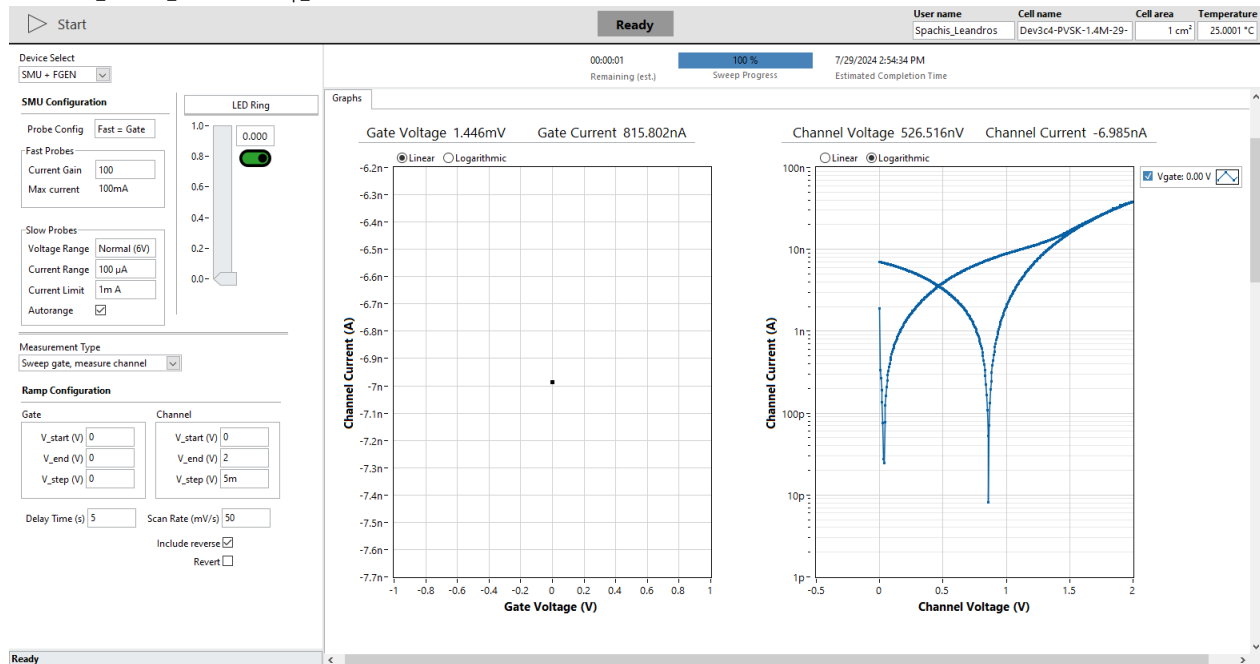 Start
Ready
User name
Cell name
Cell area
Temperature
Spachis_Leandros
Dev3c4-PVSK-1.4M-29-
1 cm²
25.0001 °C
Device Select
SMU + FGEN
00:00:01
Remaining (est.)
100 %
Sweep Progress
7/29/2024 2:54:34 PM
Estimated Completion Time
SMU Configuration
Probe Config Fast = Gate
Fast Probes
Current Gain 100
Max current 100mA
Slow Probes
Voltage Range Normal (6V)
Current Range 100 µA
Current Limit 1m A
Autorange
LED Ring
0.000
1.0
0.8
0.6
0.4
0.2
0.0
Measurement Type
Sweep gate, measure channel
Ramp Configuration
Gate
V_start (V) 0
V_end (V) 0
V_step (V) 0
Channel
V_start (V) 0
V_end (V) 2
V_step (V) 5m
Delay Time (s) 5
Scan Rate (mV/s) 50
Include reverse
Revert
Ready
Graphs
Gate Voltage 1.446mV Gate Current 815.802nA
Linear Logarithmic
Channel Current (A)
-6.2n
-6.3n
-6.4n
-6.5n
-6.6n
-6.7n
-6.8n
-6.9n
-7n
-7.1n
-7.2n
-7.3n
-7.4n
-7.5n
-7.6n
-7.7n
-1 -0.8 -0.6 -0.4 -0.2 0 0.2 0.4 0.6 0.8 1
Gate Voltage (V)
Channel Voltage 526.516nV Channel Current -6.985nA
Linear Logarithmic
Vgate: 0.00 V
Channel Current (A)
100n
10n
1n
100p
10p
1p
-0.5 0 0.5 1 1.5 2
Channel Voltage (V)